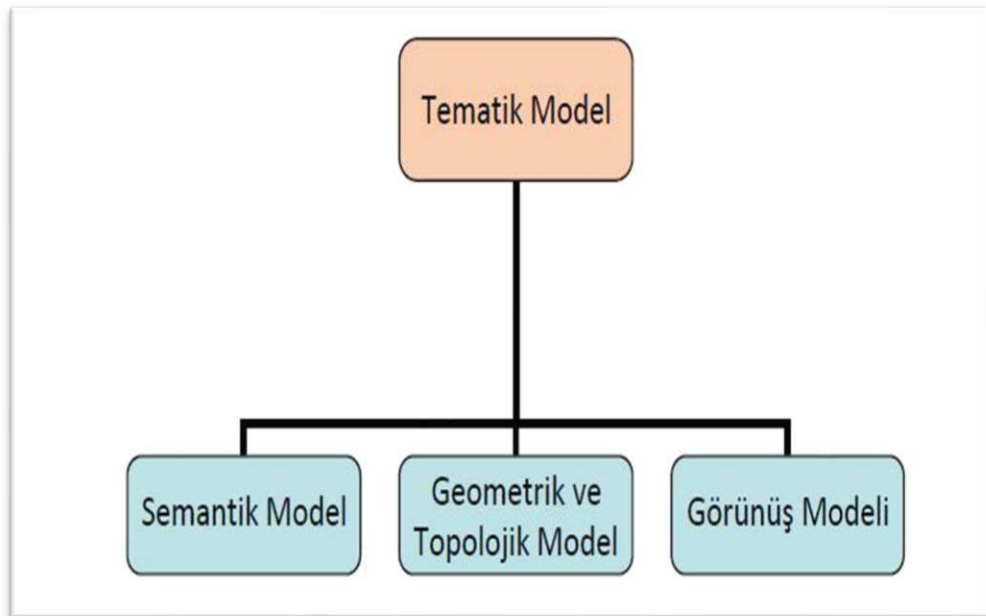 Tematik Model
Semantik Model
Geometrik ve
Topolojik Model
Görünüş Modeli